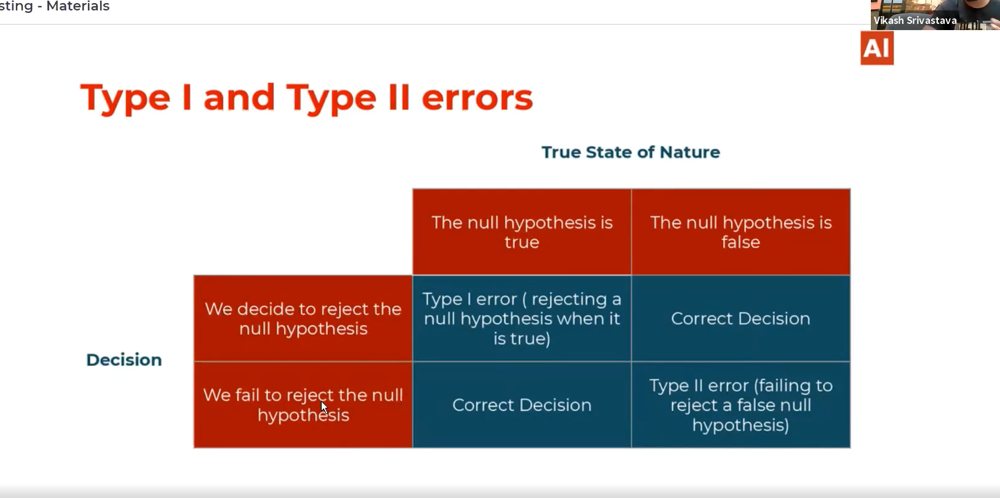 sting - Materials
Vikash Srivastava
AI
Type I and Type II errors
True State of Nature
The null hypothesis is
true
The null hypothesis is
false
We decide to reject the
null hypothesis
Type I error ( rejecting a
null hypothesis when it
is true)
Correct Decision
Decision
We fail to reject the null
hypothesis
Correct Decision
Type II error (failing to
reject a false null
hypothesis)